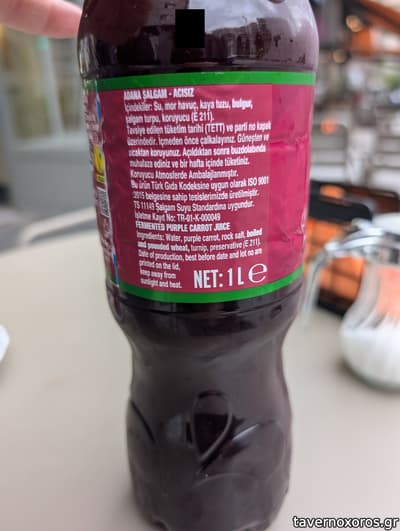 ADANA ŞALGAM - ACISIZ
İçindekiler: Su, mor havuç, kaya tuzu, bulgur,
şalgam turpu, koruyucu (E 211).
Tavsiye edilen tüketim tarihi (TETT) ve parti no kapak
üzerindedir. İçmeden önce çalkalayınız. Güneşten ve
sıcaktan koruyunuz. Açıldıktan sonra buzdolabında
muhafaza ediniz ve bir hafta içinde tüketiniz.
Koruyucu Atmosferde Ambalajlanmıştır.
Bu ürün Türk Gıda Kodeksine uygun olarak ISO 9001
:2015 belgesine sahip tesislerimizde üretilmiştir.
TS 11149 Şalgam Suyu Standardına uygundur.
İşletme Kayıt No: TR-01-K-000049
FERMENTED PURPLE CARROT JUICE
Ingredients: Water, purple carrot, rock salt, boiled
and pounded wheat, turnip, preservative (E 211).
Date of production, best before date and lot no are
printed on the lid,
keep away from
sunlight and heat.
NET: 1 L e
tavernoxoros.gr